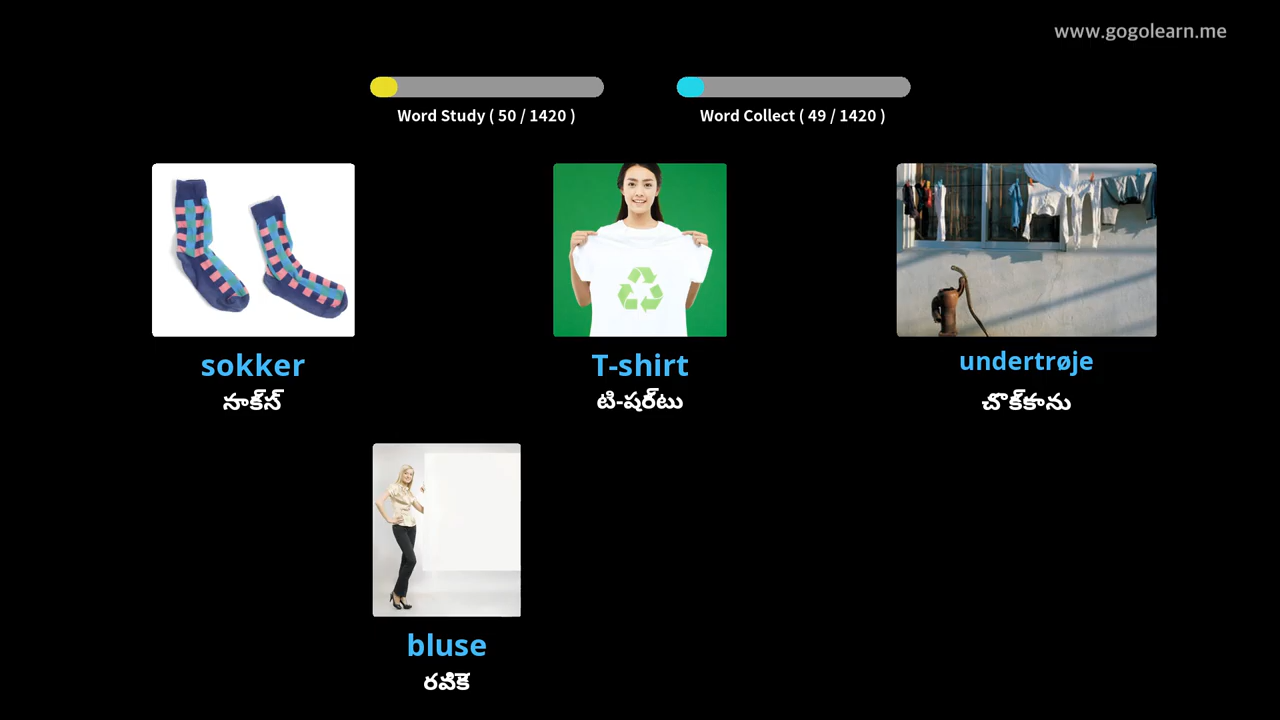 www.gogolearn.me
Word Study ( 50 / 1420 )
Word Collect ( 49 / 1420 )
sokker
సాక్స్
T-shirt
టి-షర్టు
undertrøje
చొక్కాను
bluse
రవికె